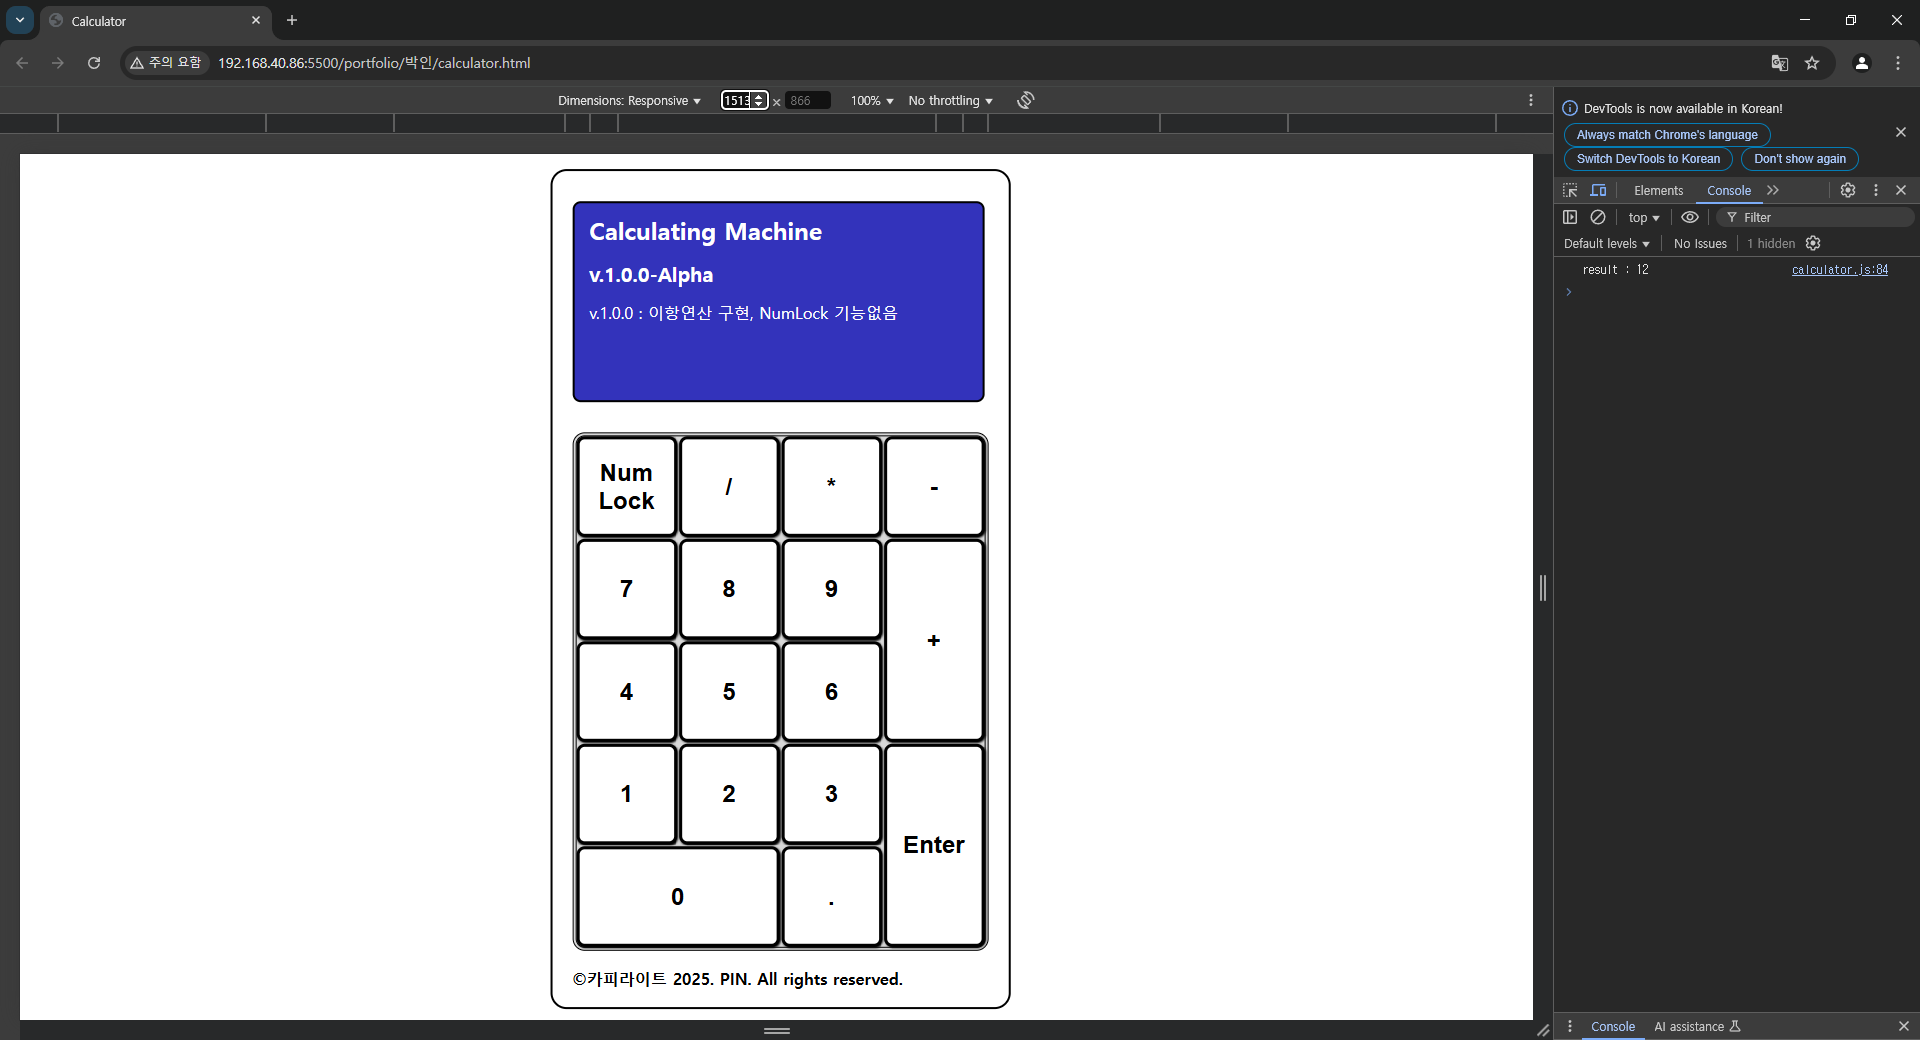 Calculator
주의 요함 192.168.40.86:5500/portfolio/박인/calculator.html
Dimensions: Responsive 1513 × 866 100% No throttling
DevTools is now available in Korean!
Always match Chrome's language
Switch DevTools to Korean Don't show again
Elements Console
top Filter
Default levels No Issues 1 hidden
result : 12 calculator.js:84
Calculating Machine
v.1.0.0-Alpha
v.1.0.0 : 이항연산 구현, NumLock 기능없음
Num
Lock / * -
7 8 9
+
4 5 6
1 2 3
Enter
0 .
©카피라이트 2025. PIN. All rights reserved.
Console AI assistance